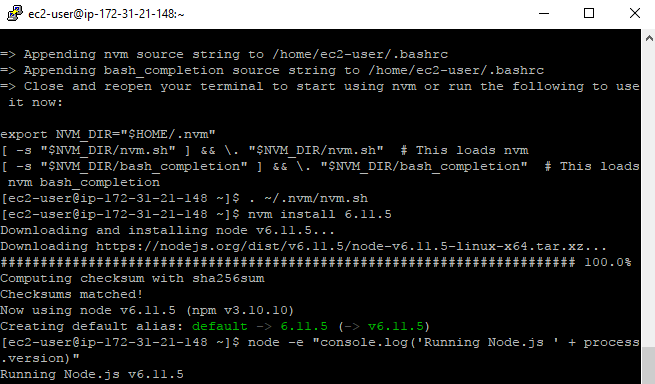 ec2-user@ip-172-31-21-148:~
=> Appending nvm source string to /home/ec2-user/.bashrc
=> Appending bash_completion source string to /home/ec2-user/.bashrc
=> Close and reopen your terminal to start using nvm or run the following to use
 it now:
export NVM_DIR="$HOME/.nvm"
[ -s "$NVM_DIR/nvm.sh" ] && \. "$NVM_DIR/nvm.sh"  # This loads nvm
[ -s "$NVM_DIR/bash_completion" ] && \. "$NVM_DIR/bash_completion"  # This loads
 nvm bash_completion
[ec2-user@ip-172-31-21-148 ~]$ . ~/.nvm/nvm.sh
[ec2-user@ip-172-31-21-148 ~]$ nvm install 6.11.5
Downloading and installing node v6.11.5...
Downloading https://nodejs.org/dist/v6.11.5/node-v6.11.5-linux-x64.tar.xz...
######################################################################## 100.0%
Computing checksum with sha256sum
Checksums matched!
Now using node v6.11.5 (npm v3.10.10)
Creating default alias: default -> 6.11.5 (-> v6.11.5)
[ec2-user@ip-172-31-21-148 ~]$ node -e "console.log('Running Node.js ' + process
.version)"
Running Node.js v6.11.5